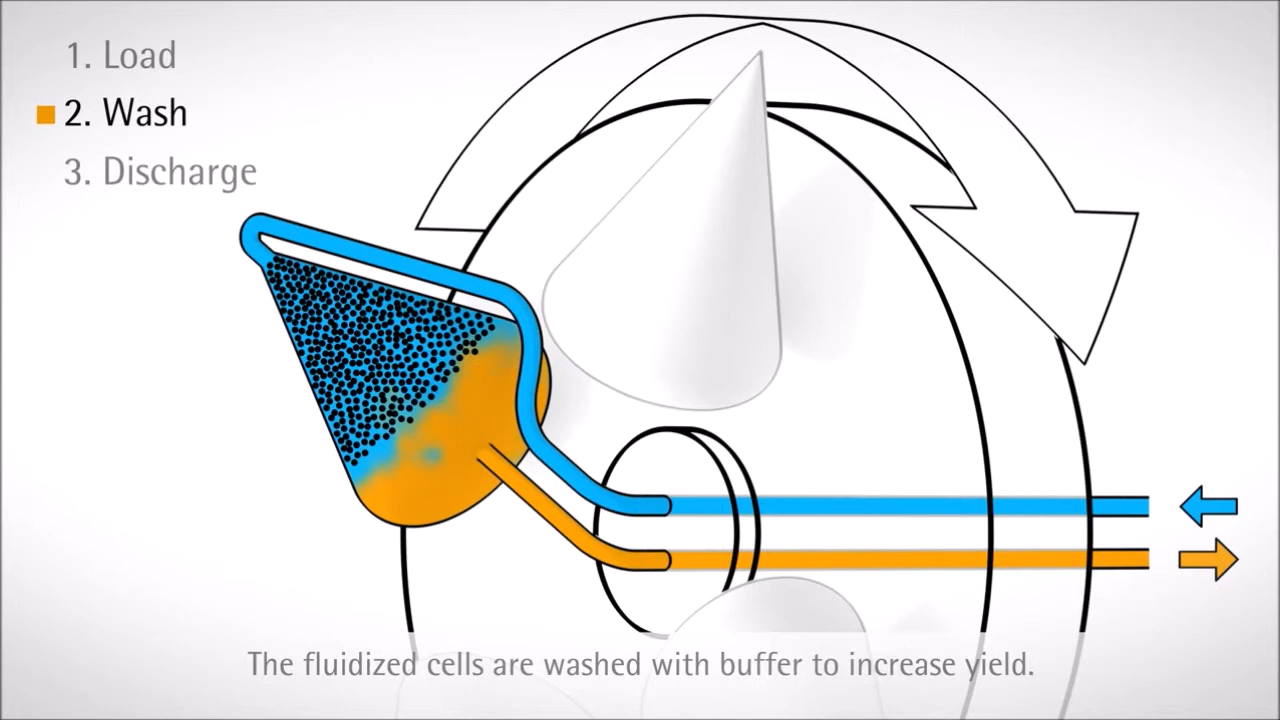 1. Load
2. Wash
3. Discharge
The fluidized cells are washed with buffer to increase yield.